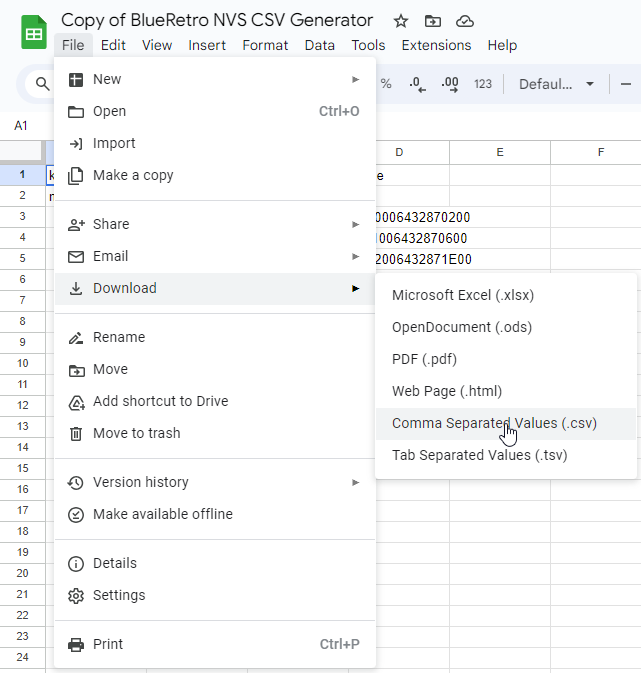 Copy of BlueRetro NVS CSV Generator
File Edit View Insert Format Data Tools Extensions Help
% .0 .00 123 Defaul...
A1
D E F
New
Open Ctrl+O
Import
Make a copy
Share
Email
Download
Rename
Move
Add shortcut to Drive
Move to trash
Version history
Make available offline
Details
Settings
Print Ctrl+P
Microsoft Excel (.xlsx)
OpenDocument (.ods)
PDF (.pdf)
Web Page (.html)
Comma Separated Values (.csv)
Tab Separated Values (.tsv)
1 k e
2
3 0006432870200
4 1006432870600
5 2006432871E00
6
7
8
9
10
11
12
13
14
15
16
17
18
19
20
21
22
23
24